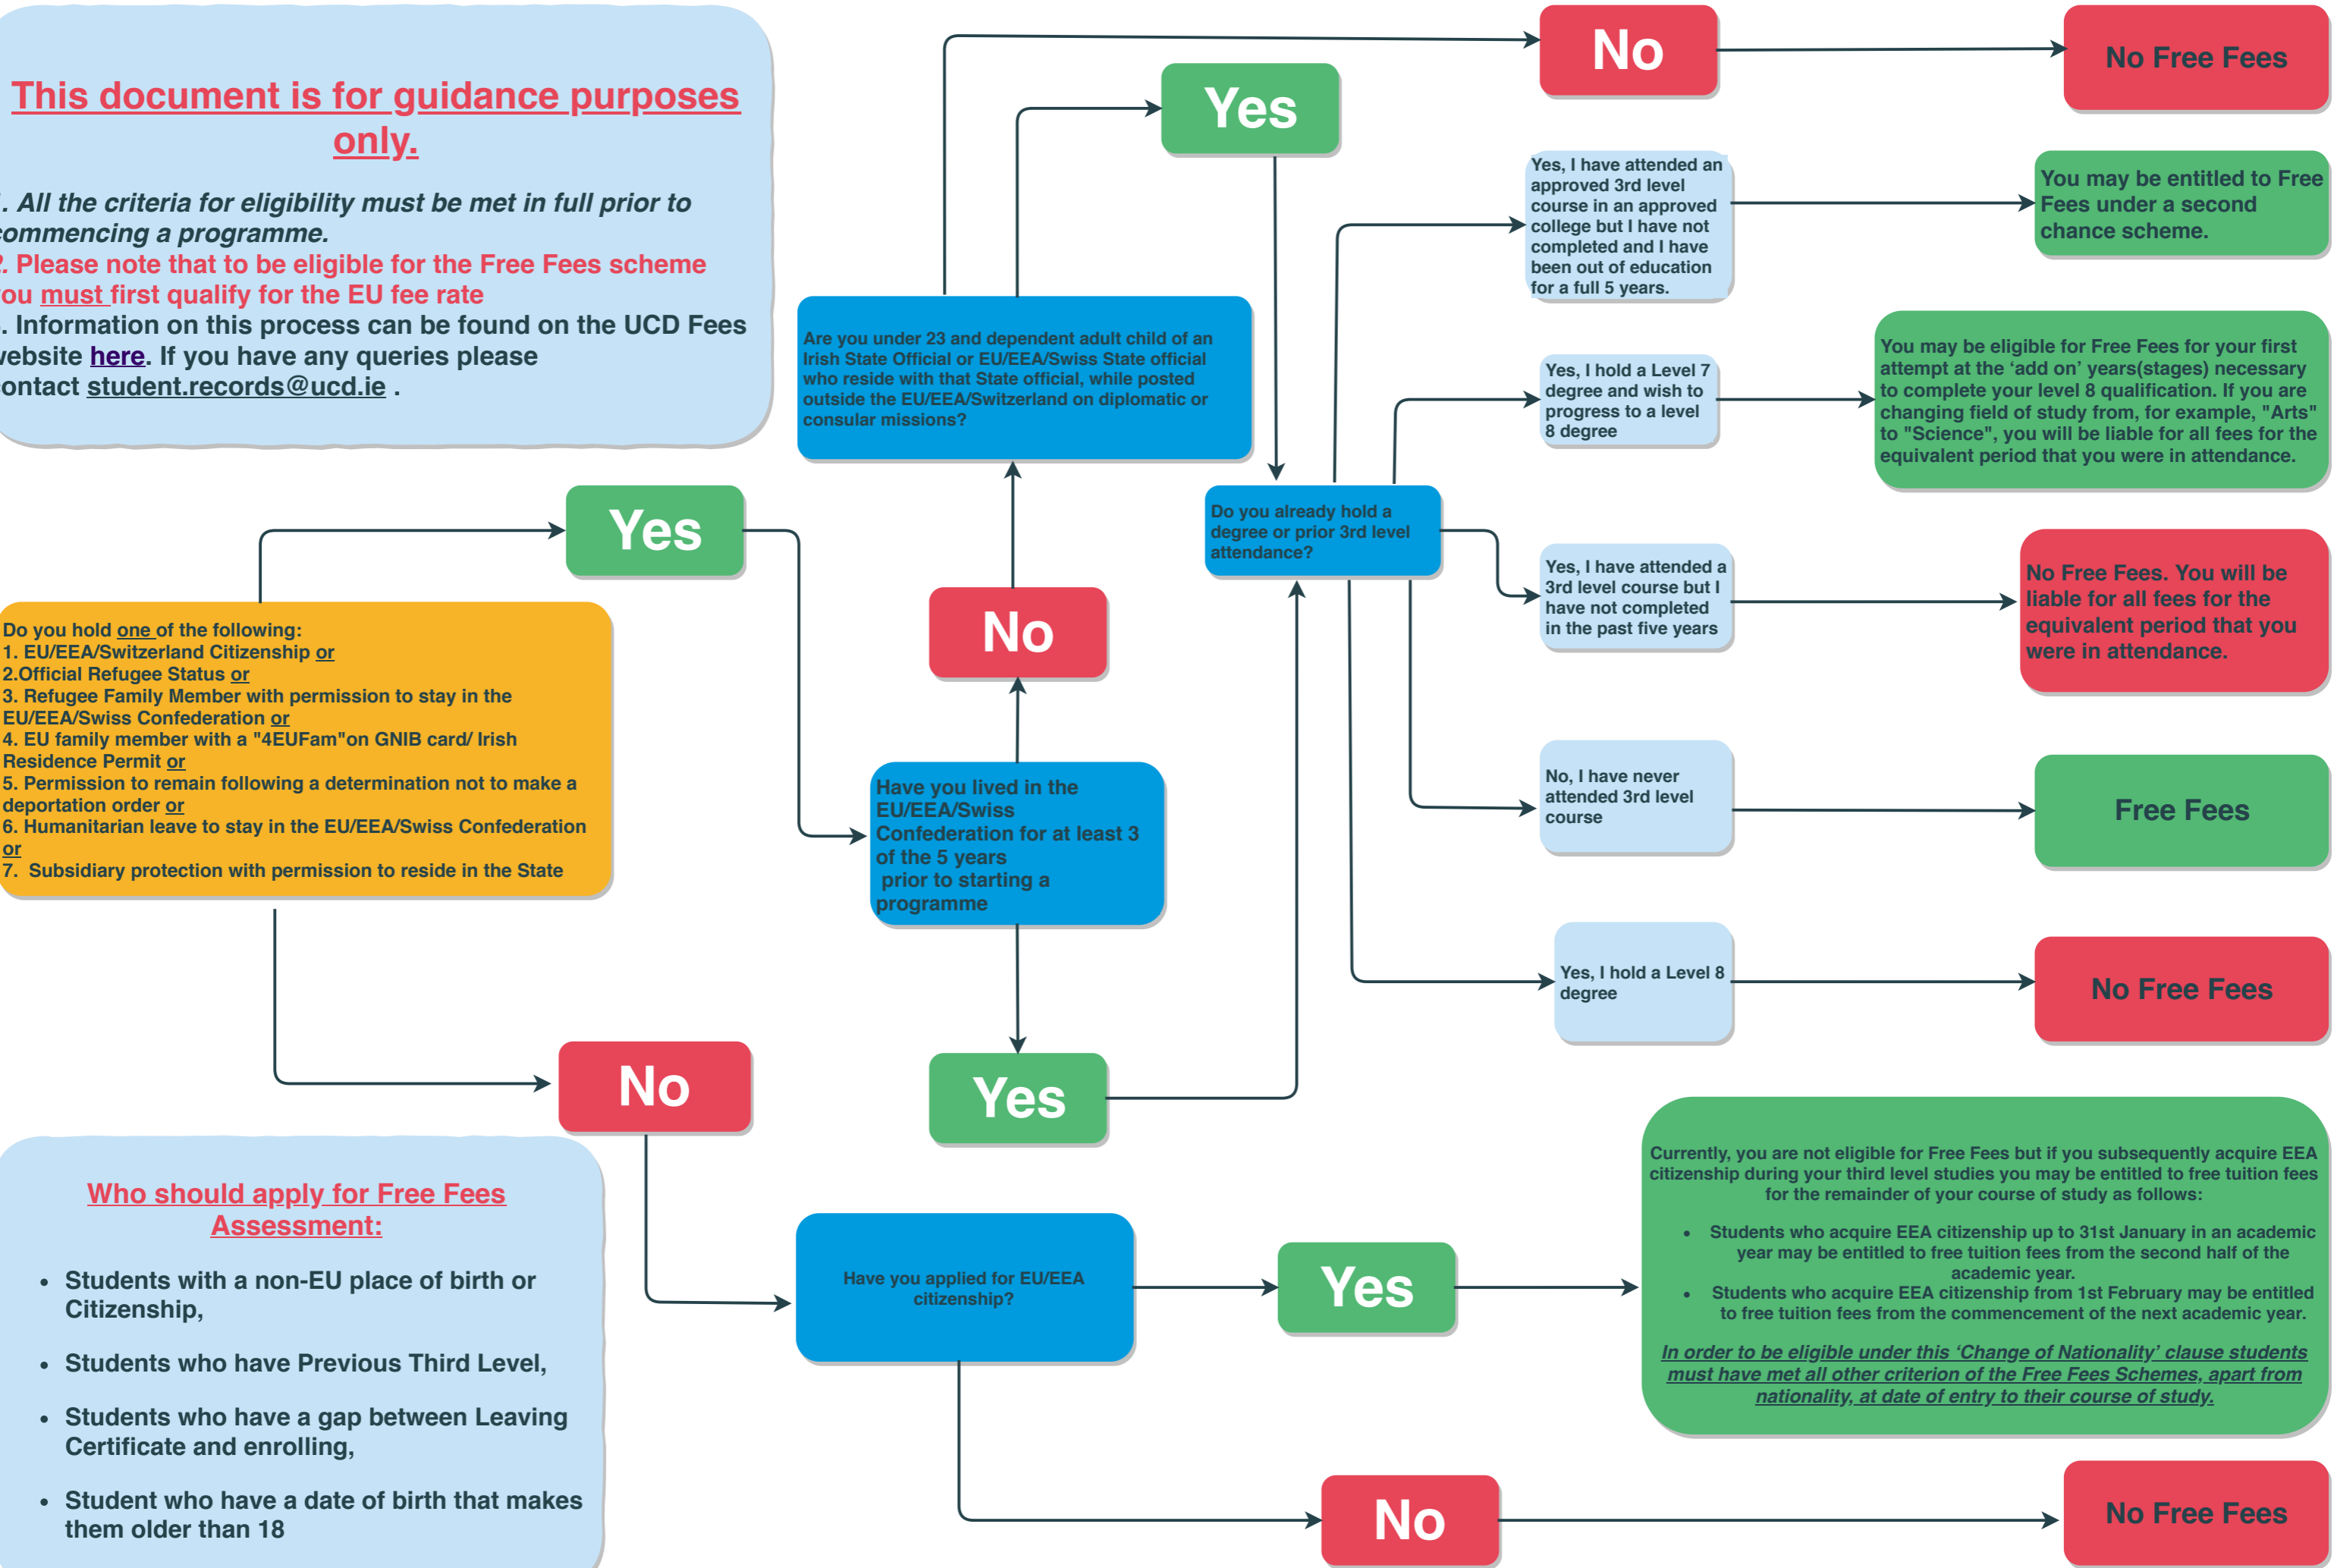 This document is for guidance purposes
only.
. All the criteria for eligibility must be met in full prior to
commencing a programme.
2. Please note that to be eligible for the Free Fees scheme
you must first qualify for the EU fee rate
. Information on this process can be found on the UCD Fees
website here. If you have any queries please
contact student.records@ucd.ie .
No
No Free Fees
Yes
Yes, I have attended an
approved 3rd level
course in an approved
college but I have not
completed and I have
been out of education
for a full 5 years.
You may be entitled to Free
Fees under a second
chance scheme.
Are you under 23 and dependent adult child of an
Irish State Official or EU/EEA/Swiss State official
who reside with that State official, while posted
outside the EU/EEA/Switzerland on diplomatic or
consular missions?
Yes, I hold a Level 7
degree and wish to
progress to a level
8 degree
You may be eligible for Free Fees for your first
attempt at the ‘add on’ years(stages) necessary
to complete your level 8 qualification. If you are
changing field of study from, for example, "Arts"
to "Science", you will be liable for all fees for the
equivalent period that you were in attendance.
Yes
Do you already hold a
degree or prior 3rd level
attendance?
Yes, I have attended a
3rd level course but I
have not completed
in the past five years
No Free Fees. You will be
liable for all fees for the
equivalent period that you
were in attendance.
Do you hold one of the following:
1. EU/EEA/Switzerland Citizenship or
2.Official Refugee Status or
3. Refugee Family Member with permission to stay in the
EU/EEA/Swiss Confederation or
4. EU family member with a "4EUFam"on GNIB card/ Irish
Residence Permit or
5. Permission to remain following a determination not to make a
deportation order or
6. Humanitarian leave to stay in the EU/EEA/Swiss Confederation
or
7. Subsidiary protection with permission to reside in the State
No
Have you lived in the
EU/EEA/Swiss
Confederation for at least 3
of the 5 years
prior to starting a
programme
No, I have never
attended 3rd level
course
Free Fees
Yes, I hold a Level 8
degree
No Free Fees
No
Yes
Who should apply for Free Fees
Assessment:
• Students with a non-EU place of birth or
Citizenship,
• Students who have Previous Third Level,
• Students who have a gap between Leaving
Certificate and enrolling,
• Student who have a date of birth that makes
them older than 18
Have you applied for EU/EEA
citizenship?
Yes
Currently, you are not eligible for Free Fees but if you subsequently acquire EEA
citizenship during your third level studies you may be entitled to free tuition fees
for the remainder of your course of study as follows:
• Students who acquire EEA citizenship up to 31st January in an academic
year may be entitled to free tuition fees from the second half of the
academic year.
• Students who acquire EEA citizenship from 1st February may be entitled
to free tuition fees from the commencement of the next academic year.
In order to be eligible under this ‘Change of Nationality’ clause students
must have met all other criterion of the Free Fees Schemes, apart from
nationality, at date of entry to their course of study.
No
No Free Fees